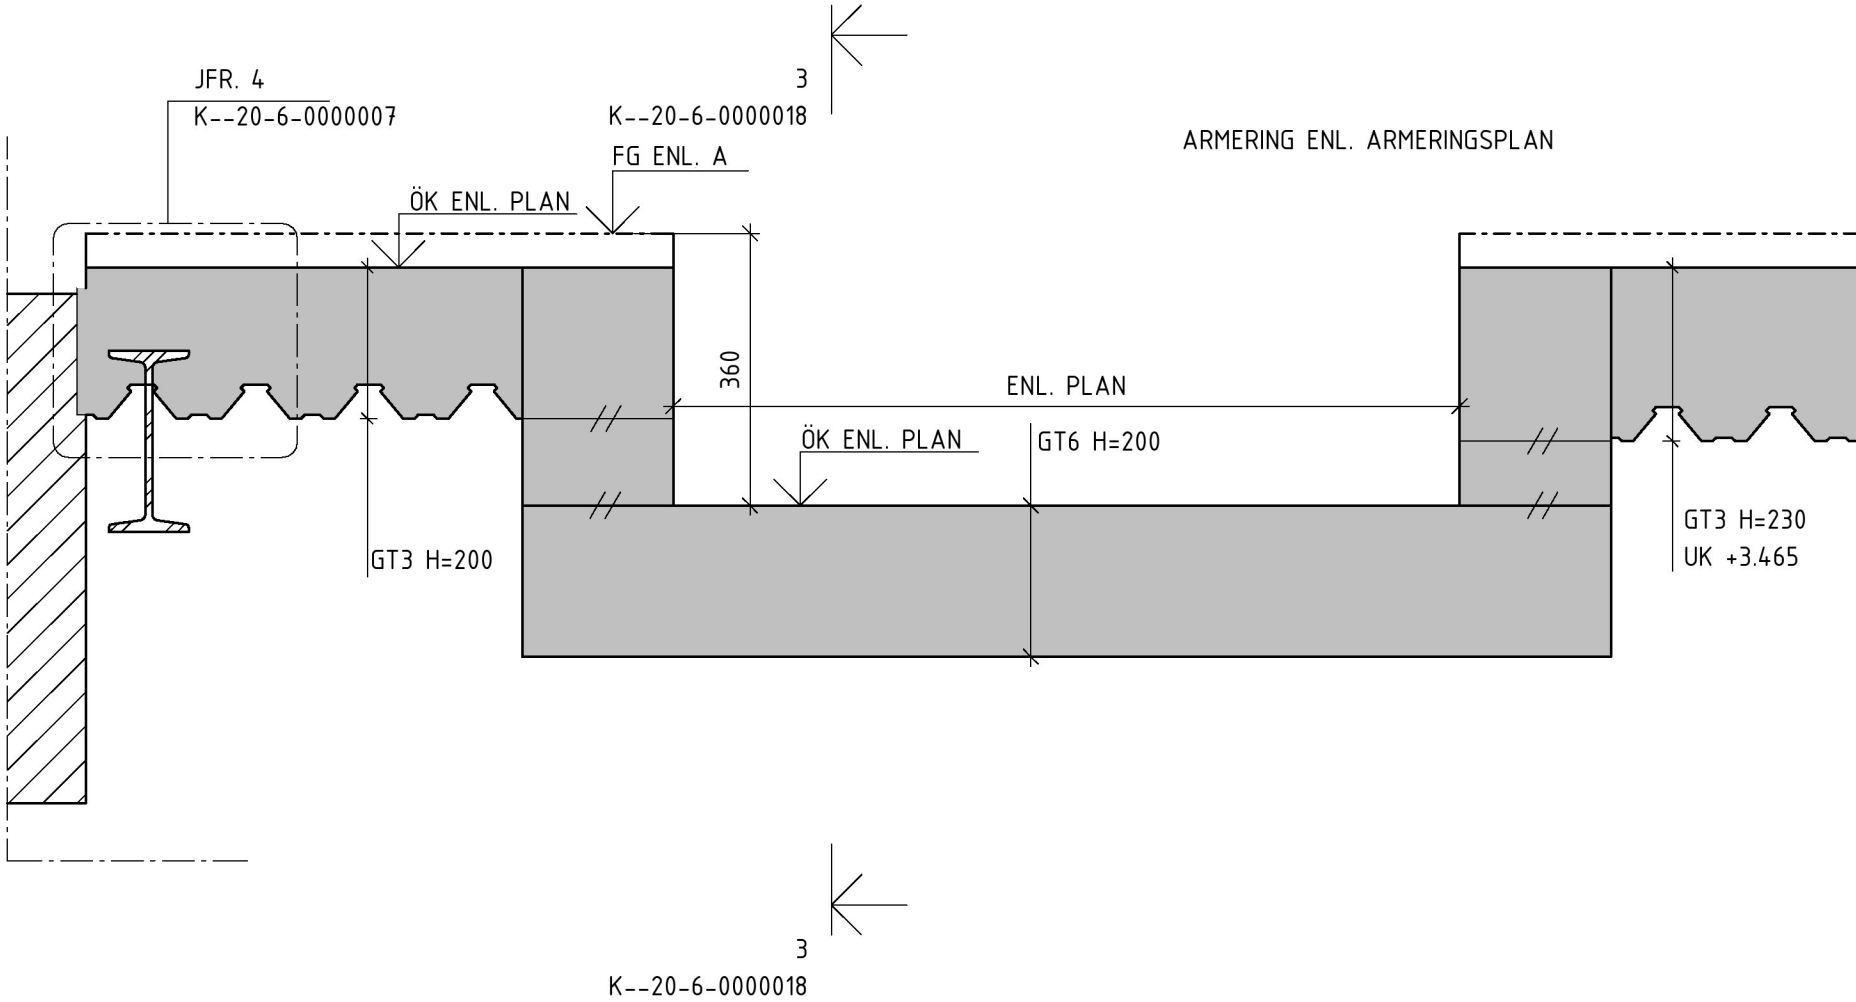 JFR. 4
K--20-6-0000007
3
K--20-6-0000018
FG ENL. A
ÖK ENL. PLAN
ARMERING ENL. ARMERINGSPLAN
360
ENL. PLAN
ÖK ENL. PLAN
GT6 H=200
GT3 H=200
GT3 H=230
UK +3.465
3
K--20-6-0000018